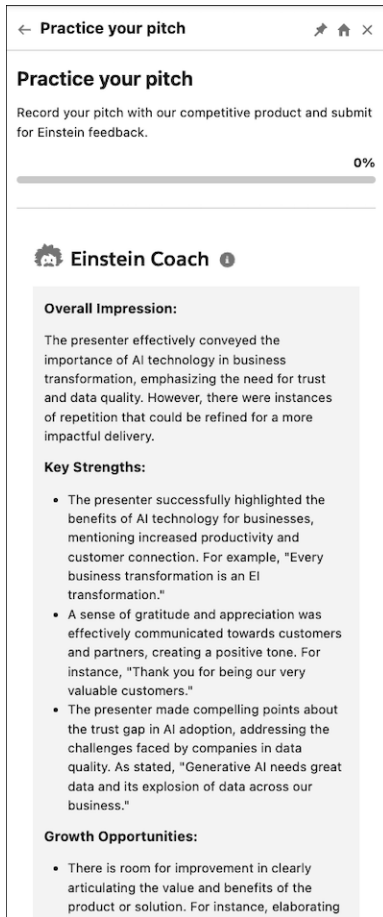 ← Practice your pitch
Practice your pitch
Record your pitch with our competitive product and submit
for Einstein feedback.
0%
Einstein Coach
Overall Impression:
The presenter effectively conveyed the
importance of AI technology in business
transformation, emphasizing the need for trust
and data quality. However, there were instances
of repetition that could be refined for a more
impactful delivery.
Key Strengths:
• The presenter successfully highlighted the
benefits of AI technology for businesses,
mentioning increased productivity and
customer connection. For example, "Every
business transformation is an EI
transformation."
• A sense of gratitude and appreciation was
effectively communicated towards customers
and partners, creating a positive tone. For
instance, "Thank you for being our very
valuable customers."
• The presenter made compelling points about
the trust gap in AI adoption, addressing the
challenges faced by companies in data
quality. As stated, "Generative AI needs great
data and its explosion of data across our
business."
Growth Opportunities:
• There is room for improvement in clearly
articulating the value and benefits of the
product or solution. For instance, elaborating